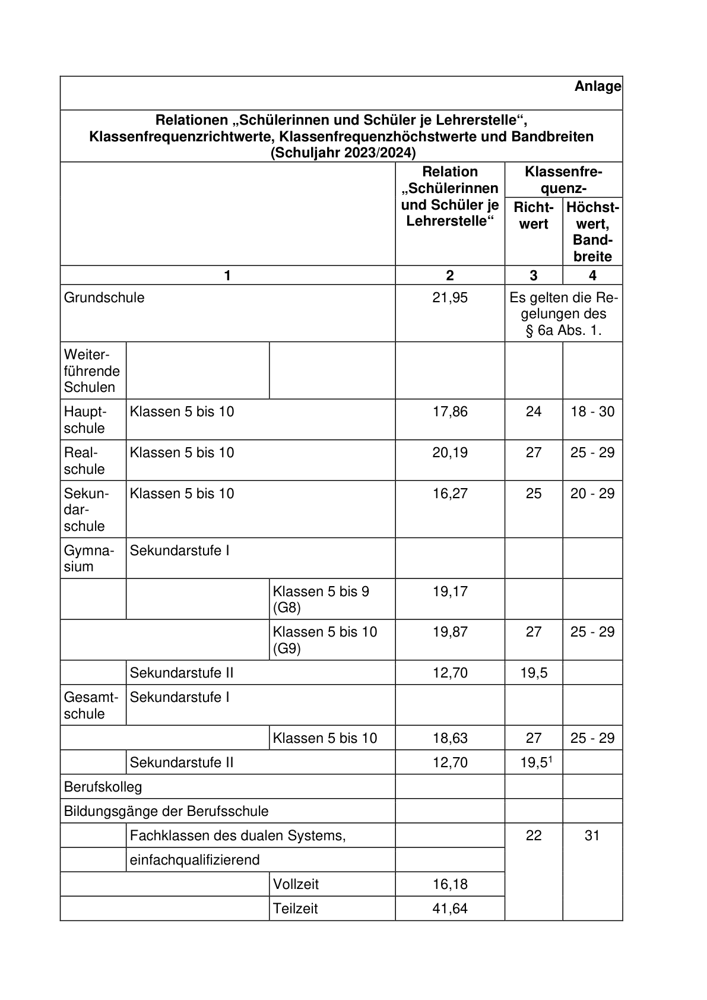 Anlage
Relationen „Schülerinnen und Schüler je Lehrerstelle“,
Klassenfrequenzrichtwerte, Klassenfrequenzhöchstwerte und Bandbreiten
(Schuljahr 2023/2024)
Relation
„Schülerinnen
und Schüler je
Lehrerstelle“
Klassenfre-
quenz-
Richt-
wert
Höchst-
wert,
Band-
breite
1 2 3 4
Grundschule 21,95 Es gelten die Re-
gelungen des
§ 6a Abs. 1.
Weiter-
führende
Schulen
Haupt-
schule
Klassen 5 bis 10 17,86 24 18 - 30
Real-
schule
Klassen 5 bis 10 20,19 27 25 - 29
Sekun-
dar-
schule
Klassen 5 bis 10 16,27 25 20 - 29
Gymna-
sium
Sekundarstufe I
Klassen 5 bis 9
(G8)
19,17
Klassen 5 bis 10
(G9)
19,87 27 25 - 29
Sekundarstufe II 12,70 19,5
Gesamt-
schule
Sekundarstufe I
Klassen 5 bis 10 18,63 27 25 - 29
Sekundarstufe II 12,70 19,5¹
Berufskolleg
Bildungsgänge der Berufsschule
Fachklassen des dualen Systems, 22 31
einfachqualifizierend
Vollzeit 16,18
Teilzeit 41,64